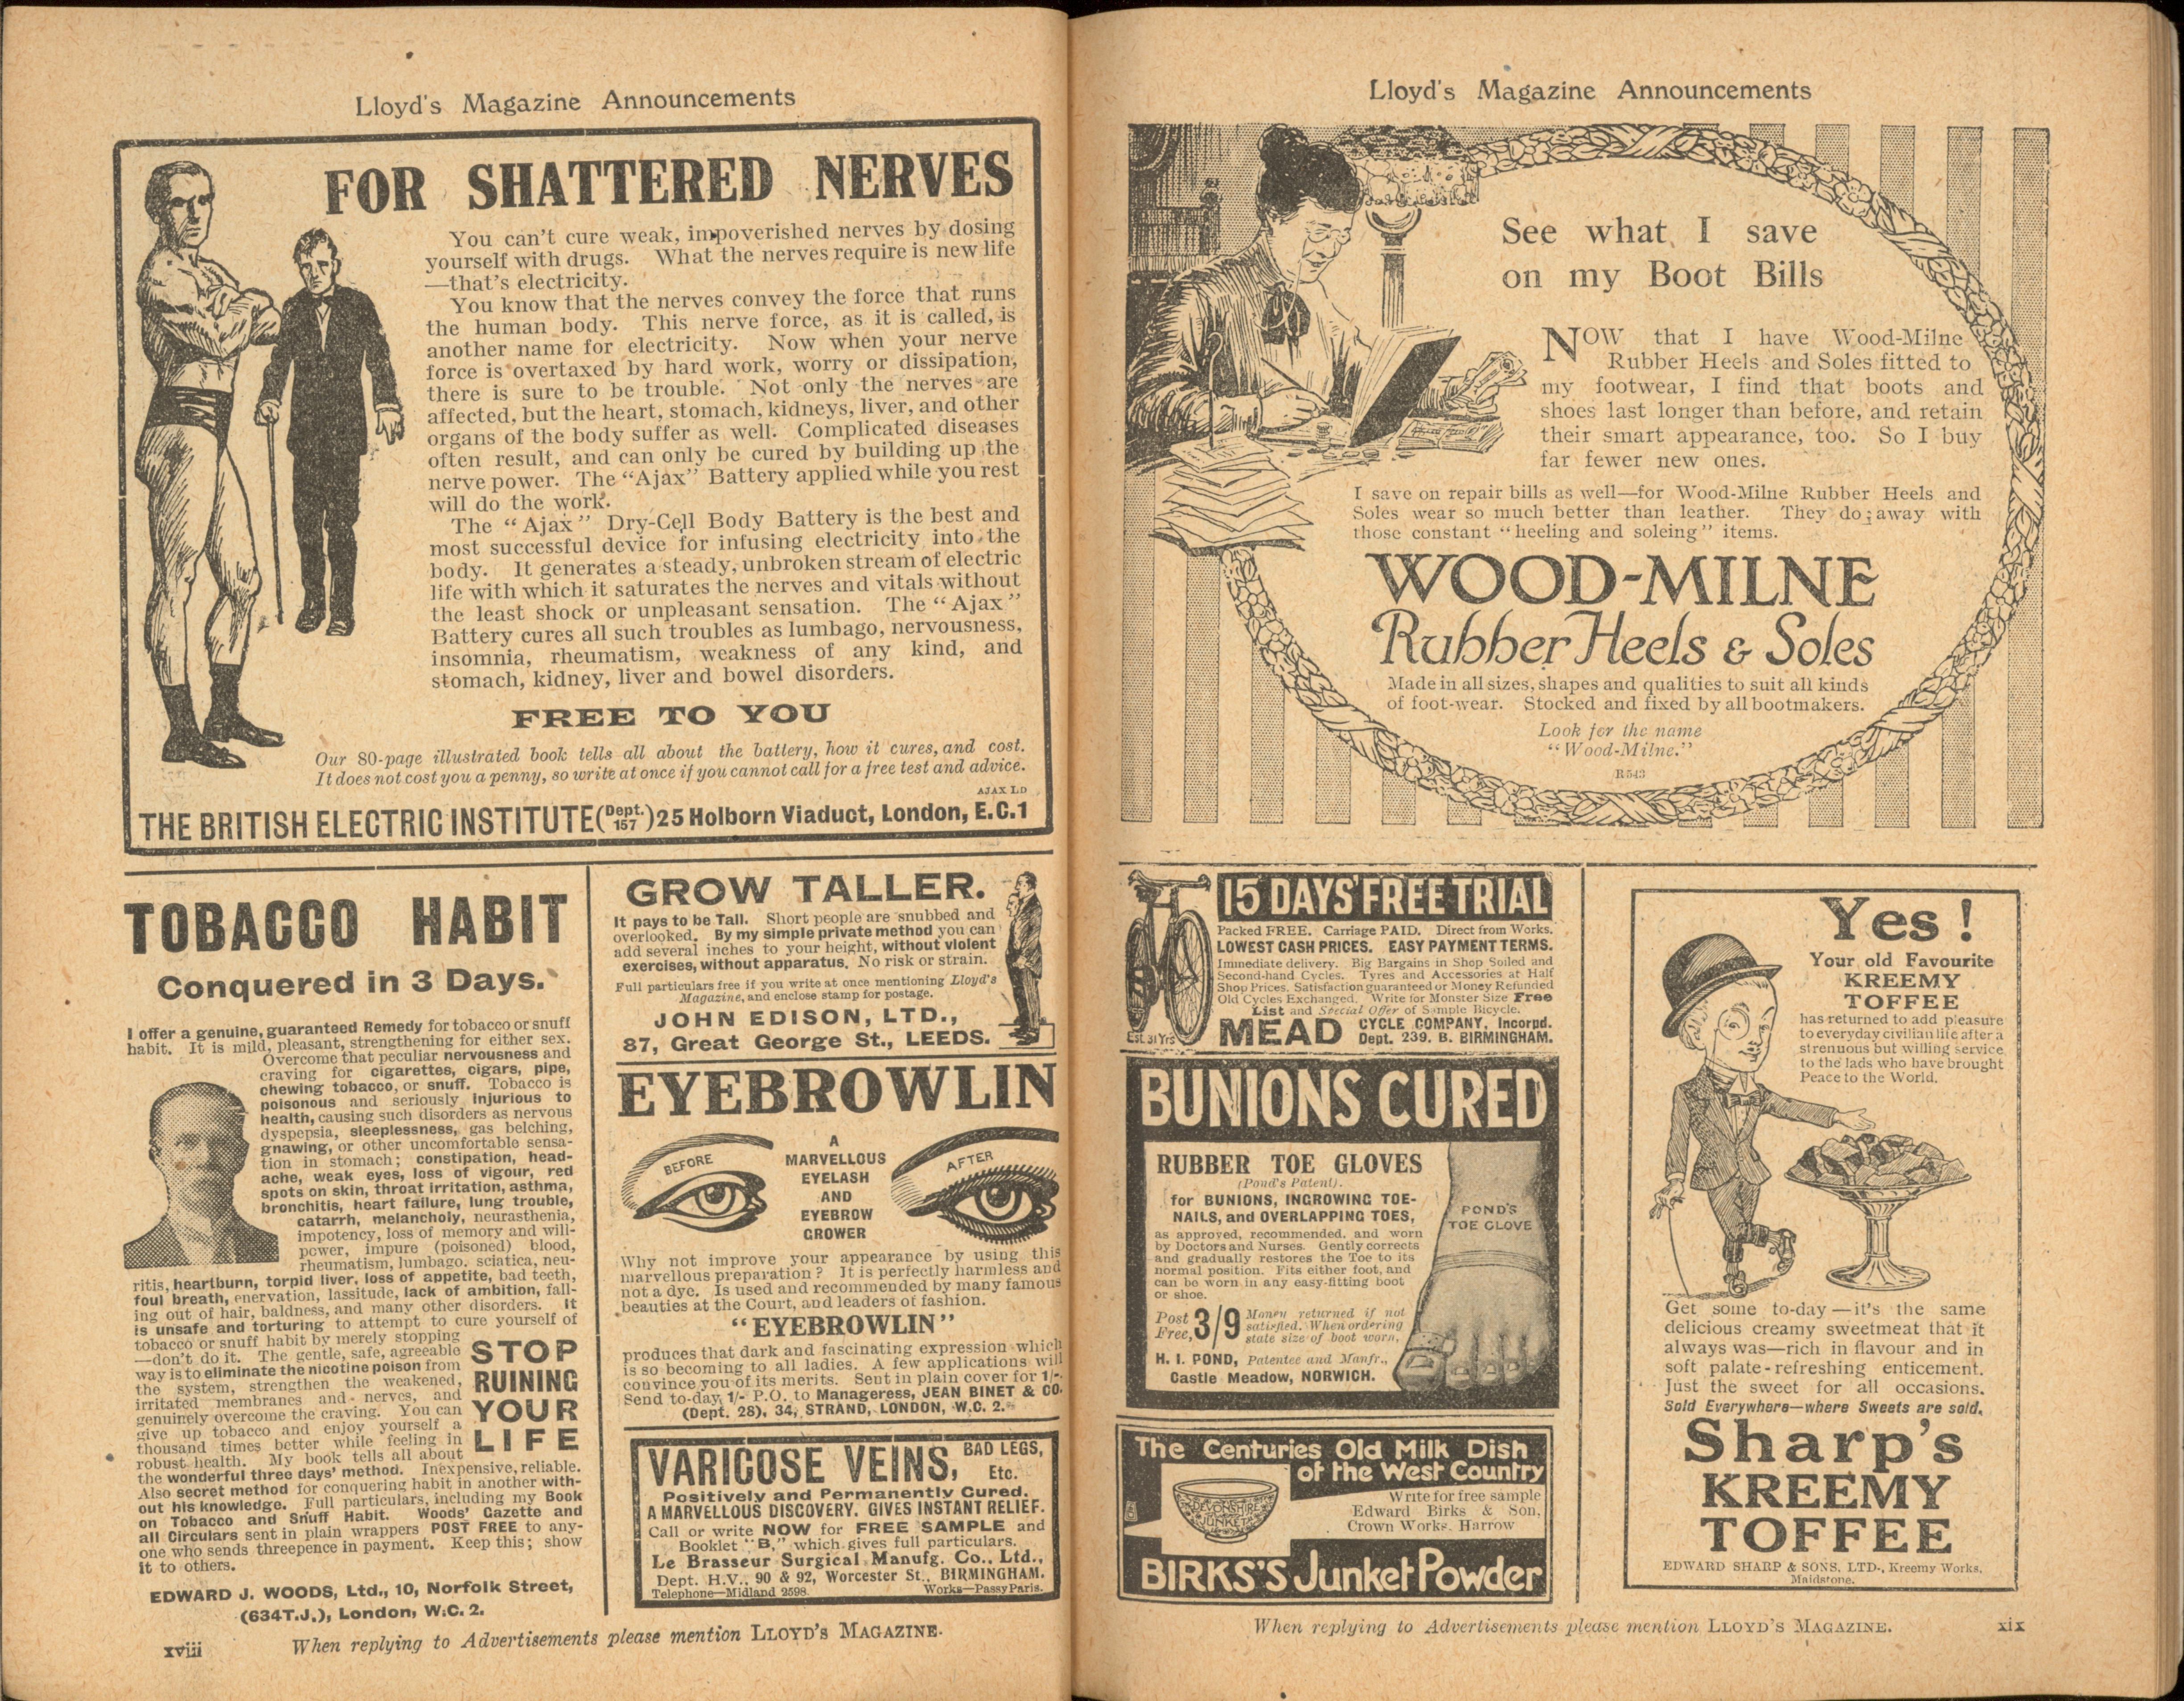 Lloyd's Magazine Announcements
FOR SHATTERED NERVES
You can't cure weak, impoverished nerves by dosing
yourself with drugs. What the nerves require is new life
—that's electricity.
You know that the nerves convey the force that runs
the human body. This nerve force, as it is called, is
another name for electricity. Now when your nerve
force is overtaxed by hard work, worry or dissipation,
there is sure to be trouble. Not only the nerves are
affected, but the heart, stomach, kidneys, liver, and other
organs of the body suffer as well. Complicated diseases
often result, and can only be cured by building up the
nerve power. The "Ajax" Battery applied while you rest
will do the work.
The "Ajax" Dry-Cell Body Battery is the best and
most successful device for infusing electricity into the
body. It generates a steady, unbroken stream of electric
life with which it saturates the nerves and vitals without
the least shock or unpleasant sensation. The "Ajax"
Battery cures all such troubles as lumbago, nervousness,
insomnia, rheumatism, weakness of any kind, and
stomach, kidney, liver and bowel disorders.
FREE TO YOU
Our 80-page illustrated book tells all about the battery, how it cures, and cost.
It does not cost you a penny, so write at once if you cannot call for a free test and advice.
AJAX LD
THE BRITISH ELECTRIC INSTITUTE (Dept. 157) 25 Holborn Viaduct, London, E.C.1
TOBACCO HABIT
Conquered in 3 Days.
I offer a genuine, guaranteed Remedy for tobacco or snuff
habit. It is mild, pleasant, strengthening for either sex.
Overcome that peculiar nervousness and
craving for cigarettes, cigars, pipe,
chewing tobacco, or snuff. Tobacco is
poisonous and seriously injurious to
health, causing such disorders as nervous
dyspepsia, sleeplessness, gas belching,
gnawing, or other uncomfortable sensa-
tion in stomach; constipation, head-
ache, weak eyes, loss of vigour, red
spots on skin, throat irritation, asthma,
bronchitis, heart failure, lung trouble,
catarrh, melancholy, neurasthenia,
impotency, loss of memory and will-
power, impure (poisoned) blood,
rheumatism, lumbago, sciatica, neu-
ritis, heartburn, torpid liver, loss of appetite, bad teeth,
foul breath, enervation, lassitude, lack of ambition, fall-
ing out of hair, baldness, and many other disorders. It
is unsafe and torturing to attempt to cure yourself of
tobacco or snuff habit by merely stopping
—don't do it. The gentle, safe, agreeable
way is to eliminate the nicotine poison from
the system, strengthen the weakened,
irritated membranes and nerves, and
genuinely overcome the craving. You can
give up tobacco and enjoy yourself a
thousand times better while feeling in
robust health. My book tells all about
STOP
RUINING
YOUR
LIFE
the wonderful three days' method. Inexpensive, reliable.
Also secret method for conquering habit in another with-
out his knowledge. Full particulars, including my Book
on Tobacco and Snuff Habit. Woods' Gazette and
all Circulars sent in plain wrappers POST FREE to any-
one who sends threepence in payment. Keep this; show
it to others.
EDWARD J. WOODS, Ltd., 10, Norfolk Street,
(634T.J.), London, W.C. 2.
GROW TALLER.
It pays to be Tall. Short people are snubbed and
overlooked. By my simple private method you can
add several inches to your height, without violent
exercises, without apparatus. No risk or strain.
Full particulars free if you write at once mentioning Lloyd's
Magazine, and enclose stamp for postage.
JOHN EDISON, LTD.,
87, Great George St., LEEDS.
EYEBROWLIN
BEFORE
A
MARVELLOUS
EYELASH
AND
EYEBROW
GROWER
AFTER
Why not improve your appearance by using this
marvellous preparation? It is perfectly harmless and
not a dye. Is used and recommended by many famous
beauties at the Court, and leaders of fashion.
"EYEBROWLIN"
produces that dark and fascinating expression which
is so becoming to all ladies. A few applications will
convince you of its merits. Sent in plain cover for 1/-.
Send to-day, 1/- P.O. to Manageress, JEAN BINET & CO.
(Dept. 28), 34, STRAND, LONDON, W.C. 2.
VARICOSE VEINS, BAD LEGS, Etc.
Positively and Permanently Cured.
A MARVELLOUS DISCOVERY. GIVES INSTANT RELIEF.
Call or write NOW for FREE SAMPLE and
Booklet "B," which gives full particulars.
Le Brasseur Surgical Manufg. Co., Ltd.,
Dept. H.V., 90 & 92, Worcester St., BIRMINGHAM.
Telephone—Midland 2598. Works—Passy Paris.
xviii When replying to Advertisements please mention LLOYD'S MAGAZINE.
Lloyd's Magazine Announcements
See what I save
on my Boot Bills
NOW that I have Wood-Milne
Rubber Heels and Soles fitted to
my footwear, I find that boots and
shoes last longer than before, and retain
their smart appearance, too. So I buy
far fewer new ones.
I save on repair bills as well—for Wood-Milne Rubber Heels and
Soles wear so much better than leather. They do away with
those constant "heeling and soleing" items.
WOOD-MILNE
Rubber Heels & Soles
Made in all sizes, shapes and qualities to suit all kinds
of foot-wear. Stocked and fixed by all bootmakers.
Look for the name
"Wood-Milne."
R 543
15 DAYS' FREE TRIAL
Packed FREE. Carriage PAID. Direct from Works.
LOWEST CASH PRICES. EASY PAYMENT TERMS.
Immediate delivery. Big Bargains in Shop Soiled and
Second-hand Cycles. Tyres and Accessories at Half
Shop Prices. Satisfaction guaranteed or Money Refunded
Old Cycles Exchanged. Write for Monster Size Free
List and Special Offer of Sample Bicycle.
Est. 31 Yrs
MEAD CYCLE COMPANY, Incorpd.
Dept. 239. B. BIRMINGHAM.
BUNIONS CURED
RUBBER TOE GLOVES
(Pond's Patent).
for BUNIONS, INGROWING TOE-
NAILS, and OVERLAPPING TOES,
as approved, recommended, and worn
by Doctors and Nurses. Gently corrects
and gradually restores the Toe to its
normal position. Fits either foot, and
can be worn in any easy-fitting boot
or shoe.
Post Free, 3/9 Money returned if not
satisfied. When ordering
state size of boot worn,
H. I. POND, Patentee and Manfr.,
Castle Meadow, NORWICH.
POND'S
TOE GLOVE
The Centuries Old Milk Dish
of the West Country
DEVONSHIRE
JUNKET
Write for free sample
Edward Birks & Son,
Crown Works, Harrow
BIRKS'S Junket Powder
Yes!
Your old Favourite
KREEMY
TOFFEE
has returned to add pleasure
to everyday civilian life after a
strenuous but willing service
to the lads who have brought
Peace to the World.
Get some to-day—it's the same
delicious creamy sweetmeat that it
always was—rich in flavour and in
soft palate-refreshing enticement.
Just the sweet for all occasions.
Sold Everywhere—where Sweets are sold.
Sharp's
KREEMY
TOFFEE
EDWARD SHARP & SONS, LTD., Kreemy Works,
Maidstone.
When replying to Advertisements please mention LLOYD'S MAGAZINE. xix